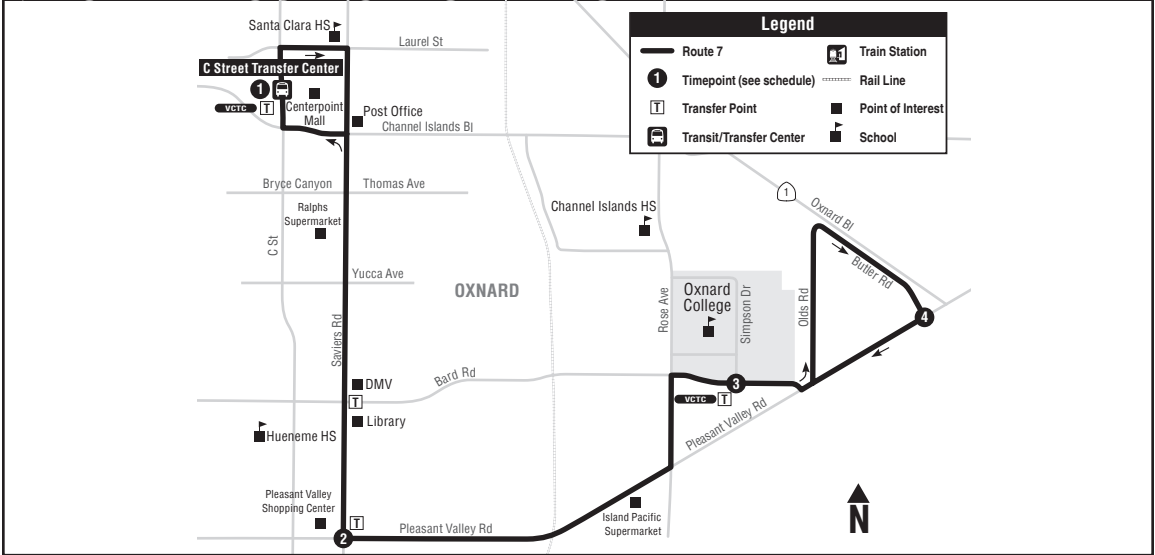 Santa Clara HS
Laurel St
C Street Transfer Center
1
VCTC
T
Centerpoint
Mall
Post Office
Channel Islands Bl
Bryce Canyon
Thomas Ave
Ralphs
Supermarket
C St
Yucca Ave
OXNARD
Saviers Rd
DMV
Bard Rd
T
Library
Hueneme HS
Pleasant Valley
Shopping Center
T
2
Pleasant Valley Rd
Legend
Route 7
Train Station
1
Timepoint (see schedule)
Rail Line
T
Transfer Point
Point of Interest
Transit/Transfer Center
School
1
Oxnard Bl
Channel Islands HS
Butler Rd
Rose Ave
Oxnard
College
Simpson Dr
Olds Rd
4
3
VCTC
T
Pleasant Valley Rd
Island Pacific
Supermarket
N